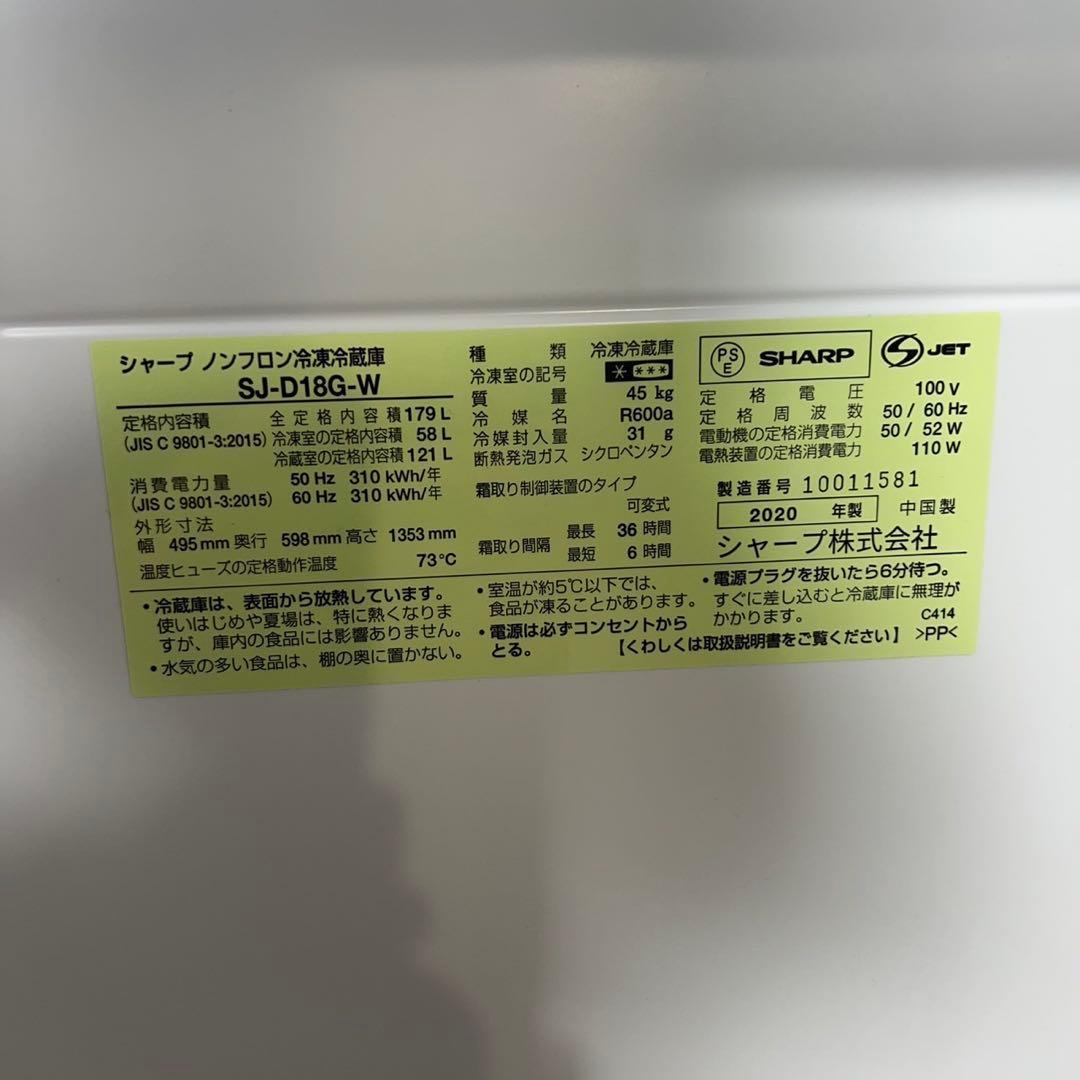 シャープ ノンフロン冷凍冷蔵庫
SJ-D18G-W
定格内容積 全定格内容積 179 L
(JIS C 9801-3:2015) 冷凍室の定格内容積 58 L
冷蔵室の定格内容積 121 L
消費電力量 50 Hz 310 kWh/年
(JIS C 9801-3:2015) 60 Hz 310 kWh/年
外形寸法
幅 495 mm 奥行 598 mm 高さ 1353 mm
温度ヒューズの定格動作温度 73 ℃
種類 冷凍冷蔵庫
冷凍室の記号 * ***
質量 45 kg
冷媒名 R600a
冷媒封入量 31 g
断熱発泡ガス シクロペンタン
霜取り制御装置のタイプ
可変式
霜取り間隔 最長 36 時間
最短 6 時間
PS E SHARP S JET
定格電圧 100 V
定格周波数 50 / 60 Hz
電動機の定格消費電力 50 / 52 W
電熱装置の定格消費電力 110 W
製造番号 10011581
2020 年製 中国製
シャープ株式会社
・冷蔵庫は、表面から放熱しています。
使いはじめや夏場は、特に熱くなりま
すが、庫内の食品には影響ありません。
・水気の多い食品は、棚の奥に置かない。
・室温が約5℃以下では、
食品が凍ることがあります。
・電源は必ずコンセントから
とる。
・電源プラグを抜いたら6分待つ。
すぐに差し込むと冷蔵庫に無理が
かかります。 C414
【くわしくは取扱説明書をご覧ください】 >PP<